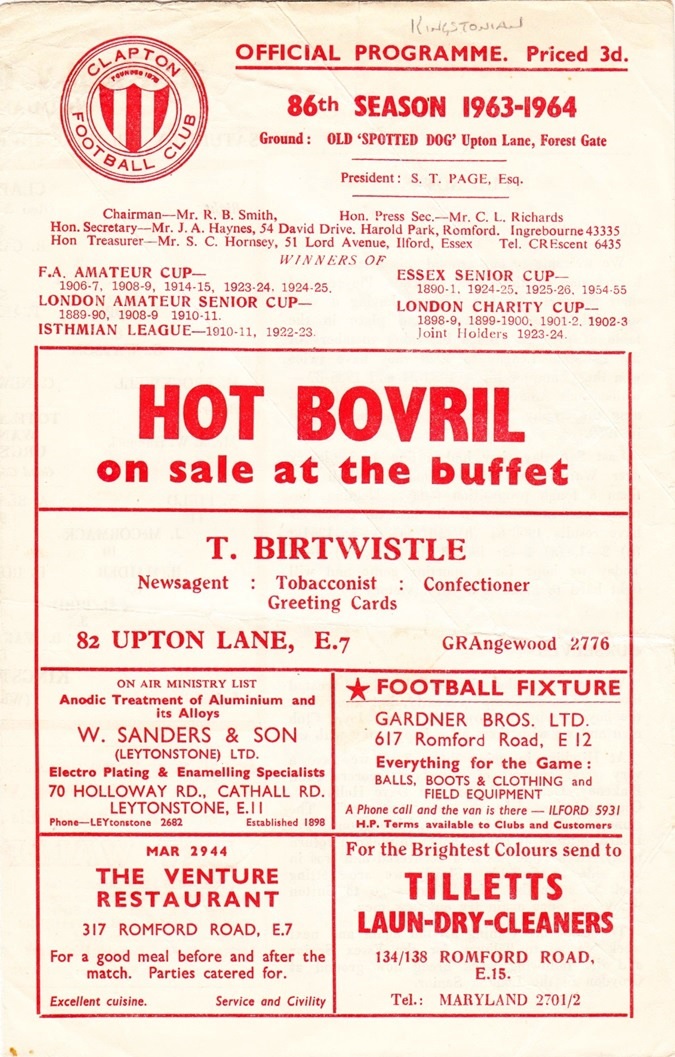 KINGSTONIAN
OFFICIAL PROGRAMME. Priced 3d.
CLAPTON
FOUNDED 1878
FOOTBALL CLUB
86th SEASON 1963-1964
Ground: OLD 'SPOTTED DOG' Upton Lane, Forest Gate
President: S. T. PAGE, Esq.
Chairman—Mr. R. B. Smith, Hon. Press Sec.—Mr. C. L. Richards
Hon. Secretary—Mr. J. A. Haynes, 54 David Drive. Harold Park, Romford. Ingrebourne 43335
Hon Treasurer—Mr. S. C. Hornsey, 51 Lord Avenue, Ilford, Essex Tel. CREscent 6435
WINNERS OF
F.A. AMATEUR CUP—
1906-7, 1908-9, 1914-15, 1923-24. 1924-25.
LONDON AMATEUR SENIOR CUP—
1889-90, 1908-9 1910-11.
ISTHMIAN LEAGUE—1910-11, 1922-23.
ESSEX SENIOR CUP—
1890-1. 1924-25. 1925-26. 1954-55
LONDON CHARITY CUP—
1898-9, 1899-1900, 1901-2. 1902-3
Joint Holders 1923-24.
HOT BOVRIL
on sale at the buffet
T. BIRTWISTLE
Newsagent : Tobacconist : Confectioner
Greeting Cards
82 UPTON LANE, E.7 GRAngewood 2776
ON AIR MINISTRY LIST
Anodic Treatment of Aluminium and
its Alloys
W. SANDERS & SON
(LEYTONSTONE) LTD.
Electro Plating & Enamelling Specialists
70 HOLLOWAY RD., CATHALL RD.
LEYTONSTONE, E.11
Phone—LEYtonstone 2682 Established 1898
★ FOOTBALL FIXTURE
GARDNER BROS. LTD.
617 Romford Road, E 12
Everything for the Game:
BALLS, BOOTS & CLOTHING and
FIELD EQUIPMENT
A Phone call and the van is there — ILFORD 5931
H.P. Terms available to Clubs and Customers
MAR 2944
THE VENTURE
RESTAURANT
317 ROMFORD ROAD, E.7
For a good meal before and after the
match. Parties catered for.
Excellent cuisine. Service and Civility
For the Brightest Colours send to
TILLETTS
LAUN-DRY-CLEANERS
134/138 ROMFORD ROAD,
E.15.
Tel.: MARYLAND 2701/2